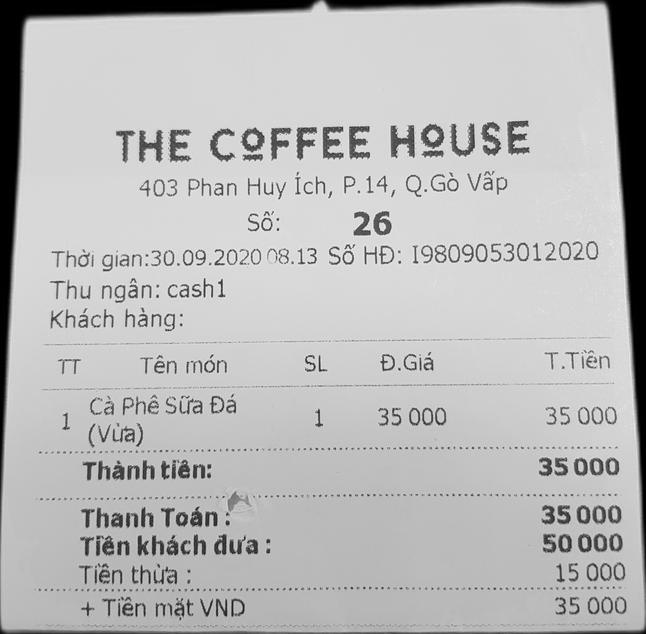 THE COFFEE HOUSE
403 Phan Huy Ích, P.14, Q.Gò Vấp
Số: 26
Thời gian:30.09.2020 08.13 Số HĐ: I9809053012020
Thu ngân: cash1
Khách hàng:
TT Tên món SL Đ.Giá T.Tiền
1 Cà Phê Sữa Đá (Vừa) 1 35 000 35 000
Thành tiền: 35 000
Thanh Toán : 35 000
Tiền khách đưa : 50 000
Tiền thừa : 15 000
+ Tiền mặt VND 35 000